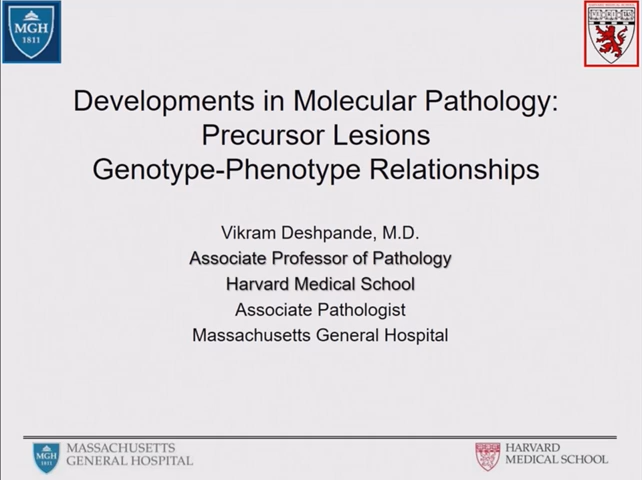 MGH
1811
Developments in Molecular Pathology:
Precursor Lesions
Genotype-Phenotype Relationships
Vikram Deshpande, M.D.
Associate Professor of Pathology
Harvard Medical School
Associate Pathologist
Massachusetts General Hospital
MGH
1811
MASSACHUSETTS
GENERAL HOSPITAL
HARVARD
MEDICAL SCHOOL